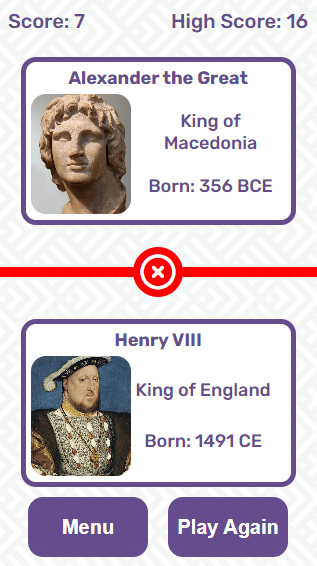 Score: 7 High Score: 16
Alexander the Great
King of
Macedonia
Born: 356 BCE
Henry VIII
King of England
Born: 1491 CE
Menu Play Again